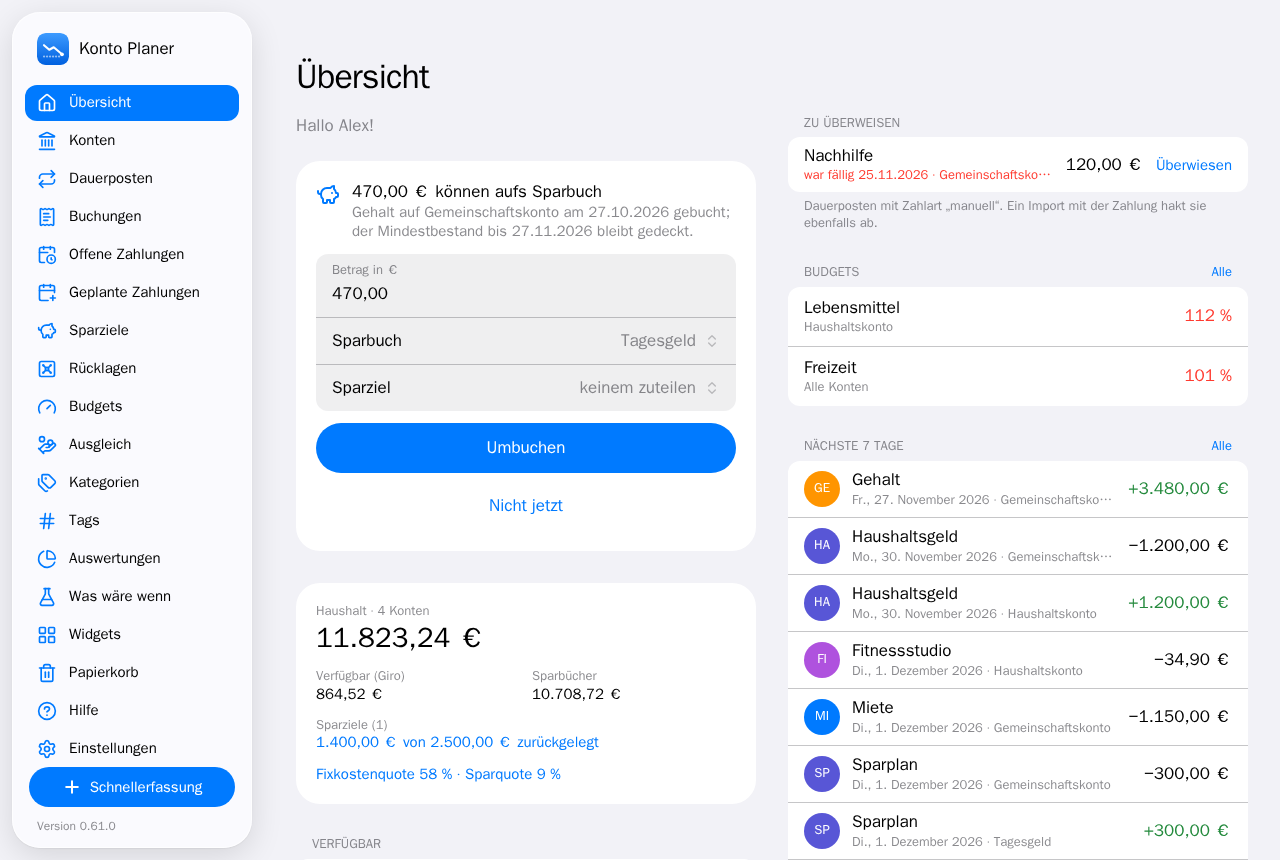 Konto Planer
Übersicht
Konten
Dauerposten
Buchungen
Offene Zahlungen
Geplante Zahlungen
Sparziele
Rücklagen
Budgets
Ausgleich
Kategorien
Tags
Auswertungen
Was wäre wenn
Widgets
Papierkorb
Hilfe
Einstellungen
Schnellerfassung
Version 0.61.0
Übersicht
Hallo Alex!
470,00 € können aufs Sparbuch
Gehalt auf Gemeinschaftskonto am 27.10.2026 gebucht;
der Mindestbestand bis 27.11.2026 bleibt gedeckt.
Betrag in €
470,00
Sparbuch Tagesgeld
Sparziel keinem zuteilen
Umbuchen
Nicht jetzt
Haushalt · 4 Konten
11.823,24 €
Verfügbar (Giro) Sparbücher
864,52 € 10.708,72 €
Sparziele (1)
1.400,00 € von 2.500,00 € zurückgelegt
Fixkostenquote 58 % · Sparquote 9 %
VERFÜGBAR
ZU ÜBERWEISEN
Nachhilfe
war fällig 25.11.2026 · Gemeinschaftsko…
120,00 € Überwiesen
Dauerposten mit Zahlart „manuell“. Ein Import mit der Zahlung hakt sie
ebenfalls ab.
BUDGETS Alle
Lebensmittel
Haushaltskonto
112 %
Freizeit
Alle Konten
101 %
NÄCHSTE 7 TAGE Alle
GE Gehalt
Fr., 27. November 2026 · Gemeinschaftsko…
+3.480,00 €
HA Haushaltsgeld
Mo., 30. November 2026 · Gemeinschaftsk…
−1.200,00 €
HA Haushaltsgeld
Mo., 30. November 2026 · Haushaltskonto
+1.200,00 €
FI Fitnessstudio
Di., 1. Dezember 2026 · Haushaltskonto
−34,90 €
MI Miete
Di., 1. Dezember 2026 · Gemeinschaftskonto
−1.150,00 €
SP Sparplan
Di., 1. Dezember 2026 · Gemeinschaftskonto
−300,00 €
SP Sparplan
Di., 1. Dezember 2026 · Tagesgeld
+300,00 €